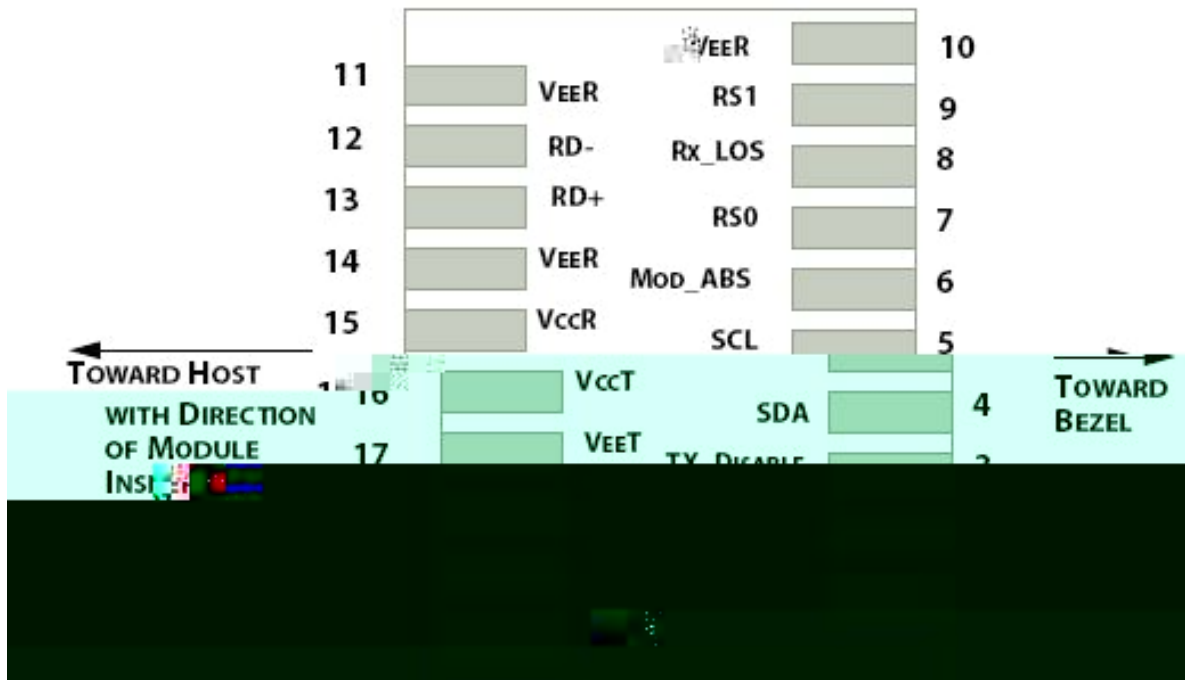 VEER 10
11 VEER RS1 9
12 RD- Rx_LOS 8
13 RD+ RS0 7
14 VEER MOD_ABS 6
15 VCCR SCL 5
TOWARD HOST
16 VCCT SDA 4
TOWARD
BEZEL
WITH DIRECTION
OF MODULE
17 VEET TX_DISABLE